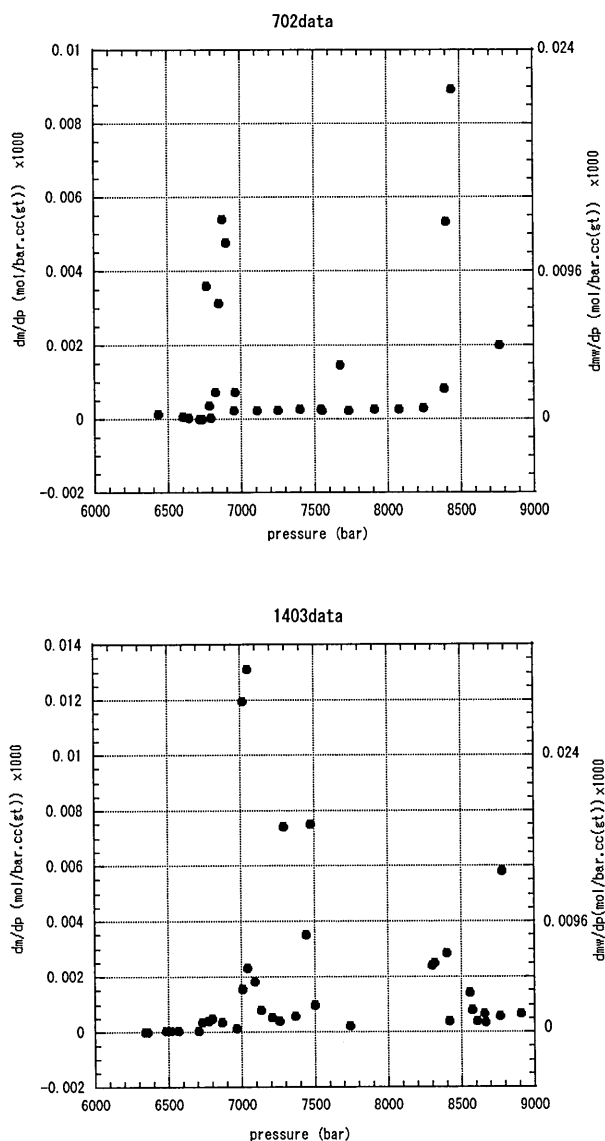 702data
0.01
0.008
0.006
0.004
0.002
0
-0.002
dm/dp (mol/bar.cc(gt)) x1000
0.024
0.0096
0
dmw/dp (mol/bar.cc(gt)) x1000
6000 6500 7000 7500 8000 8500 9000
pressure (bar)
1403data
0.014
0.012
0.01
0.008
0.006
0.004
0.002
0
-0.002
dm/dp (mol/bar.cc(gt)) x1000
0.024
0.0096
0
dmw/dp(mol/bar.cc(gt))x1000
6000 6500 7000 7500 8000 8500 9000
pressure (bar)